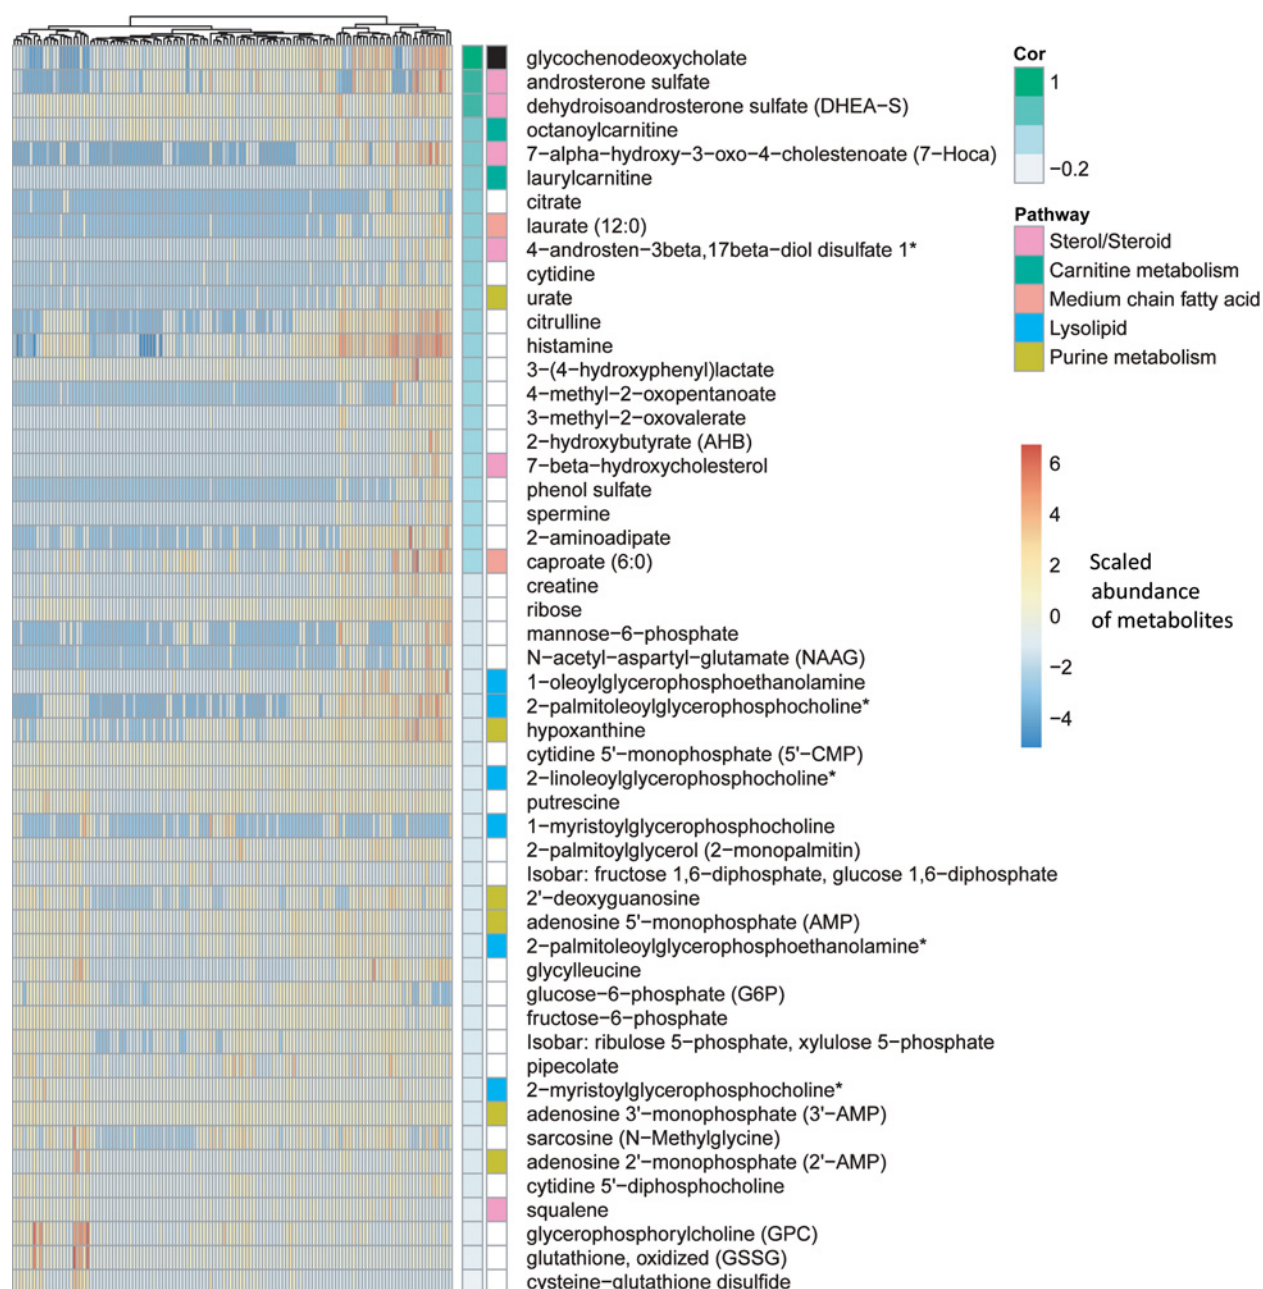 glycochenodeoxycholate
androsterone sulfate
dehydroisoandrosterone sulfate (DHEA−S)
octanoylcarnitine
7−alpha−hydroxy−3−oxo−4−cholestenoate (7−Hoca)
laurylcarnitine
citrate
laurate (12:0)
4−androsten−3beta,17beta−diol disulfate 1*
cytidine
urate
citrulline
histamine
3−(4−hydroxyphenyl)lactate
4−methyl−2−oxopentanoate
3−methyl−2−oxovalerate
2−hydroxybutyrate (AHB)
7−beta−hydroxycholesterol
phenol sulfate
spermine
2−aminoadipate
caproate (6:0)
creatine
ribose
mannose−6−phosphate
N−acetyl−aspartyl−glutamate (NAAG)
1−oleoylglycerophosphoethanolamine
2−palmitoleoylglycerophosphocholine*
hypoxanthine
cytidine 5'−monophosphate (5'−CMP)
2−linoleoylglycerophosphocholine*
putrescine
1−myristoylglycerophosphocholine
2−palmitoylglycerol (2−monopalmitin)
Isobar: fructose 1,6−diphosphate, glucose 1,6−diphosphate
2'−deoxyguanosine
adenosine 5'−monophosphate (AMP)
2−palmitoleoylglycerophosphoethanolamine*
glycylleucine
glucose−6−phosphate (G6P)
fructose−6−phosphate
Isobar: ribulose 5−phosphate, xylulose 5−phosphate
pipecolate
2−myristoylglycerophosphocholine*
adenosine 3'−monophosphate (3'−AMP)
sarcosine (N−Methylglycine)
adenosine 2'−monophosphate (2'−AMP)
cytidine 5'−diphosphocholine
squalene
glycerophosphorylcholine (GPC)
glutathione, oxidized (GSSG)
cysteine−glutathione disulfide
Cor
1
−0.2
Pathway
Sterol/Steroid
Carnitine metabolism
Medium chain fatty acid
Lysolipid
Purine metabolism
6
4
2
0
−2
−4
Scaled
abundance
of metabolites